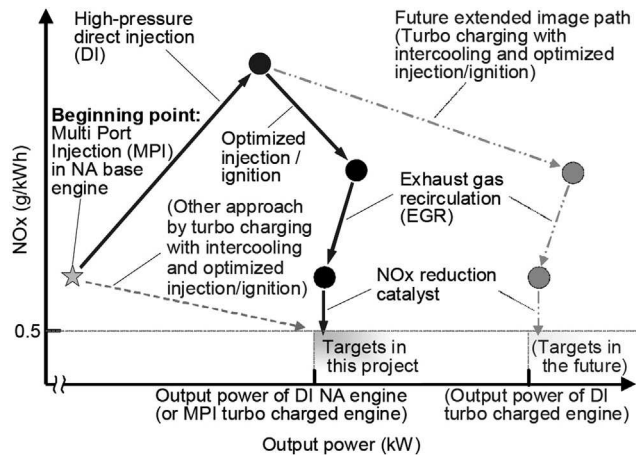 High-pressure
direct injection
(DI)
Future extended image path
(Turbo charging with
intercooling and optimized
injection/ignition)
Beginning point:
Multi Port
Injection (MPI)
in NA base
engine
Optimized
injection /
ignition
(Other approach
by turbo charging
with intercooling
and optimized
injection/ignition)
Exhaust gas
recirculation
(EGR)
NOx reduction
catalyst
NOx (g/kWh)
0.5
Targets in
this project
(Targets in
the future)
Output power of DI NA engine
(or MPI turbo charged engine)
(Output power of DI
turbo charged engine)
Output power (kW)